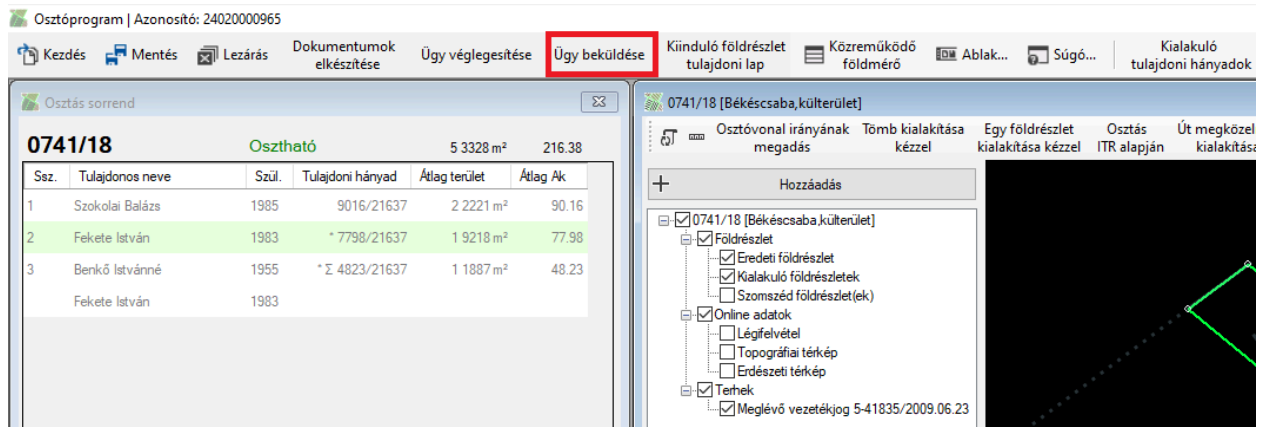 Osztóprogram | Azonosító: 24020000965
Kezdés Mentés Lezárás Dokumentumok elkészítése Ügy véglegesítése Ügy beküldése Kiinduló földrészlet tulajdoni lap Közreműködő földmérő Ablak... Súgó... Kialakuló tulajdoni hányadok
Osztás sorrend
0741/18 Osztható 5 3328 m² 216.38
Ssz. Tulajdonos neve Szül. Tulajdoni hányad Átlag terület Átlag Ak
1 Szokolai Balázs 1985 9016/21637 2 2221 m² 90.16
2 Fekete István 1983 * 7798/21637 1 9218 m² 77.98
3 Benkő Istvánné 1955 * Σ 4823/21637 1 1887 m² 48.23
Fekete István 1983
0741/18 [Békéscsaba,külterület]
Osztóvonal irányának megadás Tömb kialakítása kézzel Egy földrészlet kialakítása kézzel Osztás ITR alapján Út megközel kialakítása
Hozzáadás
0741/18 [Békéscsaba,külterület]
Földrészlet
Eredeti földrészlet
Kialakuló földrészletek
Szomszéd földrészlet(ek)
Online adatok
Légifelvétel
Topográfiai térkép
Erdészeti térkép
Terhek
Meglévő vezetékjog 5-41835/2009.06.23